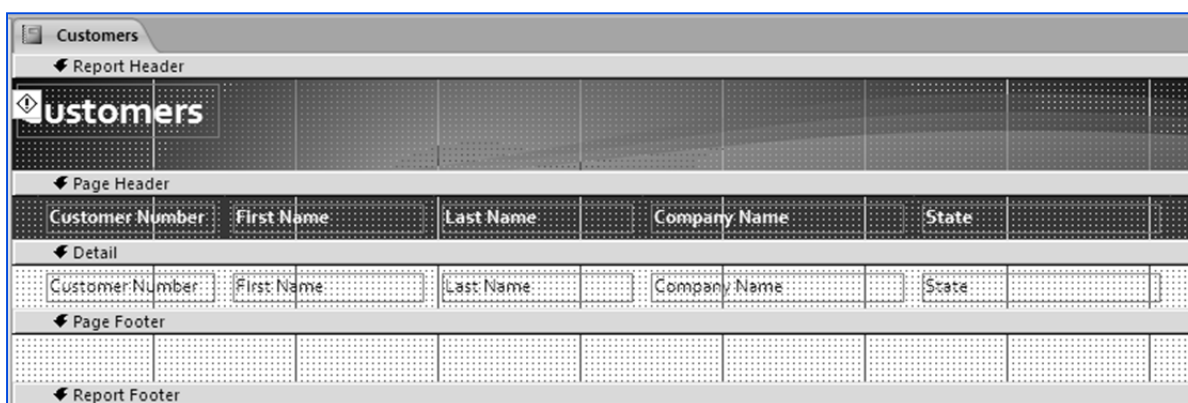 Customers
Report Header
Customers
Page Header
Customer Number First Name Last Name Company Name State
Detail
Customer Number First Name Last Name Company Name State
Page Footer
Report Footer